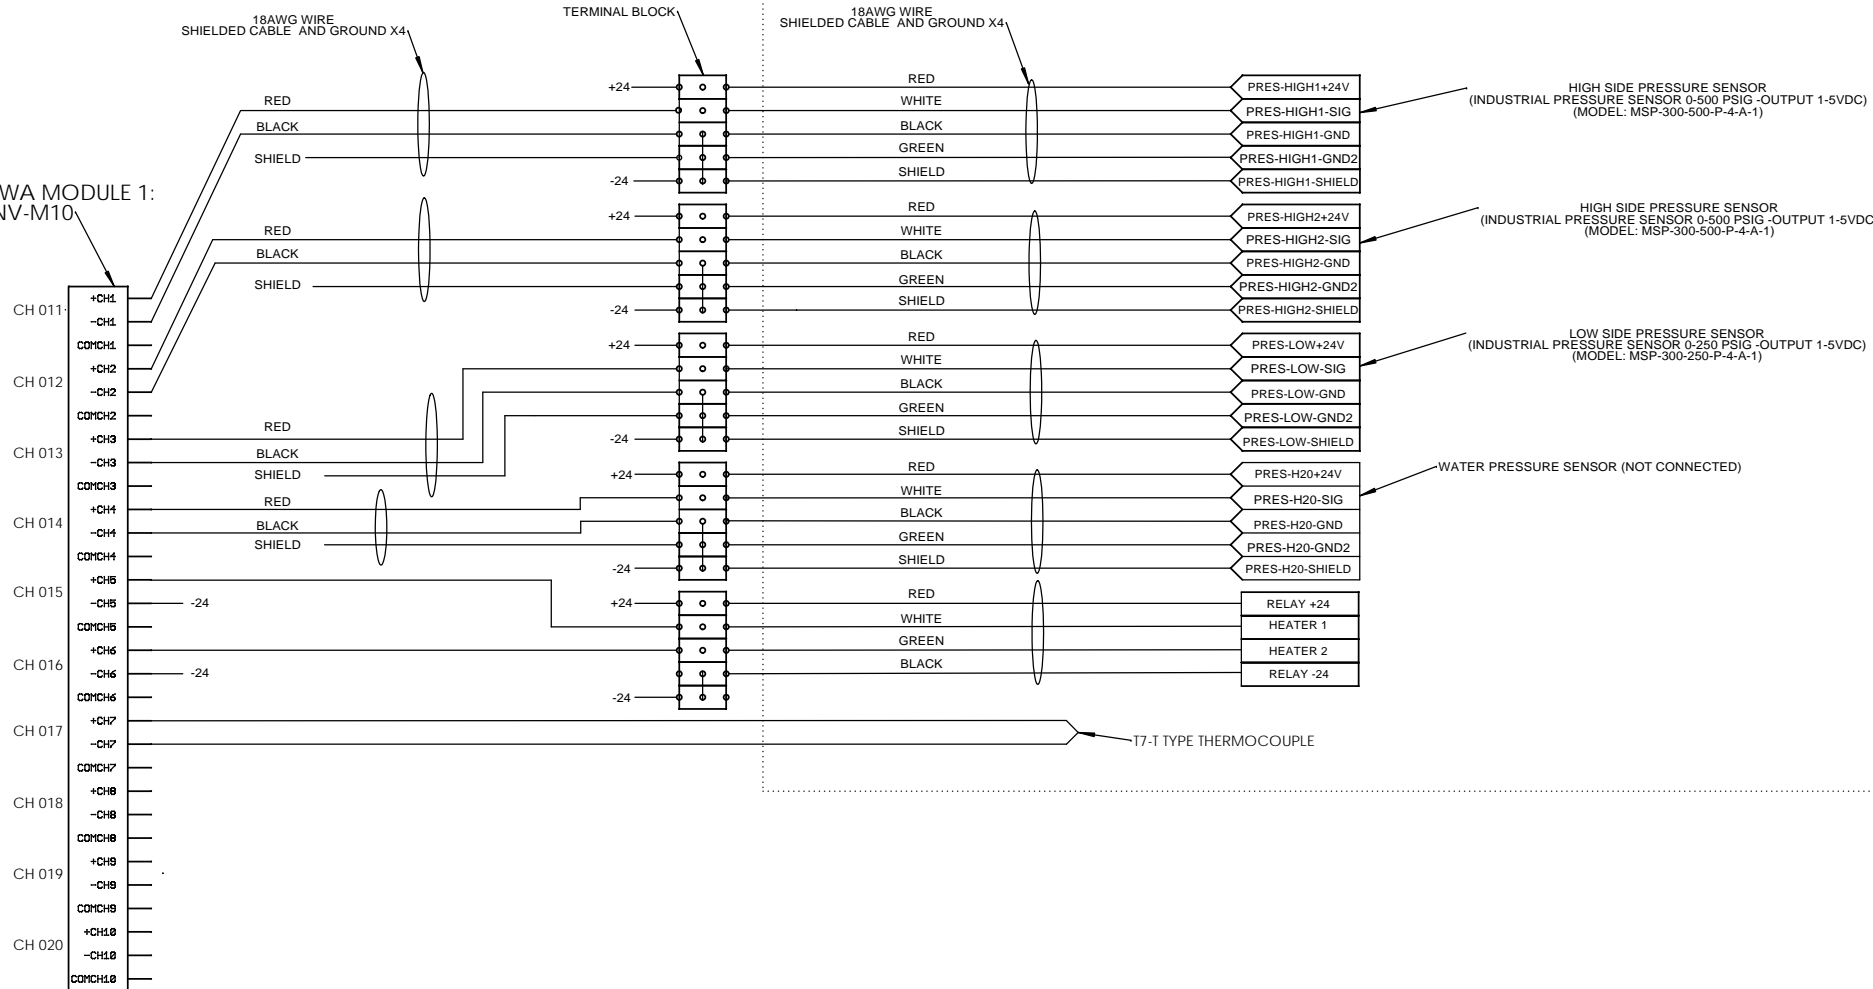 18AWG WIRE
SHIELDED CABLE AND GROUND X4
TERMINAL BLOCK
18AWG WIRE
SHIELDED CABLE AND GROUND X4
WA MODULE 1:
NV-M10
CH 011
+CH1
-CH1
COMCH1
CH 012
+CH2
-CH2
COMCH2
CH 013
+CH3
-CH3
COMCH3
CH 014
+CH4
-CH4
COMCH4
CH 015
+CH5
-CH5
-24
COMCH5
CH 016
+CH6
-CH6
-24
COMCH6
CH 017
+CH7
-CH7
COMCH7
CH 018
+CH8
-CH8
COMCH8
CH 019
+CH9
-CH9
COMCH9
CH 020
+CH10
-CH10
COMCH10
RED
BLACK
SHIELD
RED
BLACK
SHIELD
RED
BLACK
SHIELD
RED
BLACK
SHIELD
+24
-24
+24
-24
+24
-24
+24
-24
+24
-24
RED
WHITE
BLACK
GREEN
SHIELD
RED
WHITE
BLACK
GREEN
SHIELD
RED
WHITE
BLACK
GREEN
SHIELD
RED
WHITE
BLACK
GREEN
SHIELD
RED
WHITE
GREEN
BLACK
PRES-HIGH1+24V
PRES-HIGH1-SIG
PRES-HIGH1-GND
PRES-HIGH1-GND2
PRES-HIGH1-SHIELD
PRES-HIGH2+24V
PRES-HIGH2-SIG
PRES-HIGH2-GND
PRES-HIGH2-GND2
PRES-HIGH2-SHIELD
PRES-LOW+24V
PRES-LOW-SIG
PRES-LOW-GND
PRES-LOW-GND2
PRES-LOW-SHIELD
PRES-H20+24V
PRES-H20-SIG
PRES-H20-GND
PRES-H20-GND2
PRES-H20-SHIELD
RELAY +24
HEATER 1
HEATER 2
RELAY -24
T7-T TYPE THERMOCOUPLE
HIGH SIDE PRESSURE SENSOR
(INDUSTRIAL PRESSURE SENSOR 0-500 PSIG -OUTPUT 1-5VDC)
(MODEL: MSP-300-500-P-4-A-1)
HIGH SIDE PRESSURE SENSOR
(INDUSTRIAL PRESSURE SENSOR 0-500 PSIG -OUTPUT 1-5VDC
(MODEL: MSP-300-500-P-4-A-1)
LOW SIDE PRESSURE SENSOR
(INDUSTRIAL PRESSURE SENSOR 0-250 PSIG -OUTPUT 1-5VDC)
(MODEL: MSP-300-250-P-4-A-1)
WATER PRESSURE SENSOR (NOT CONNECTED)